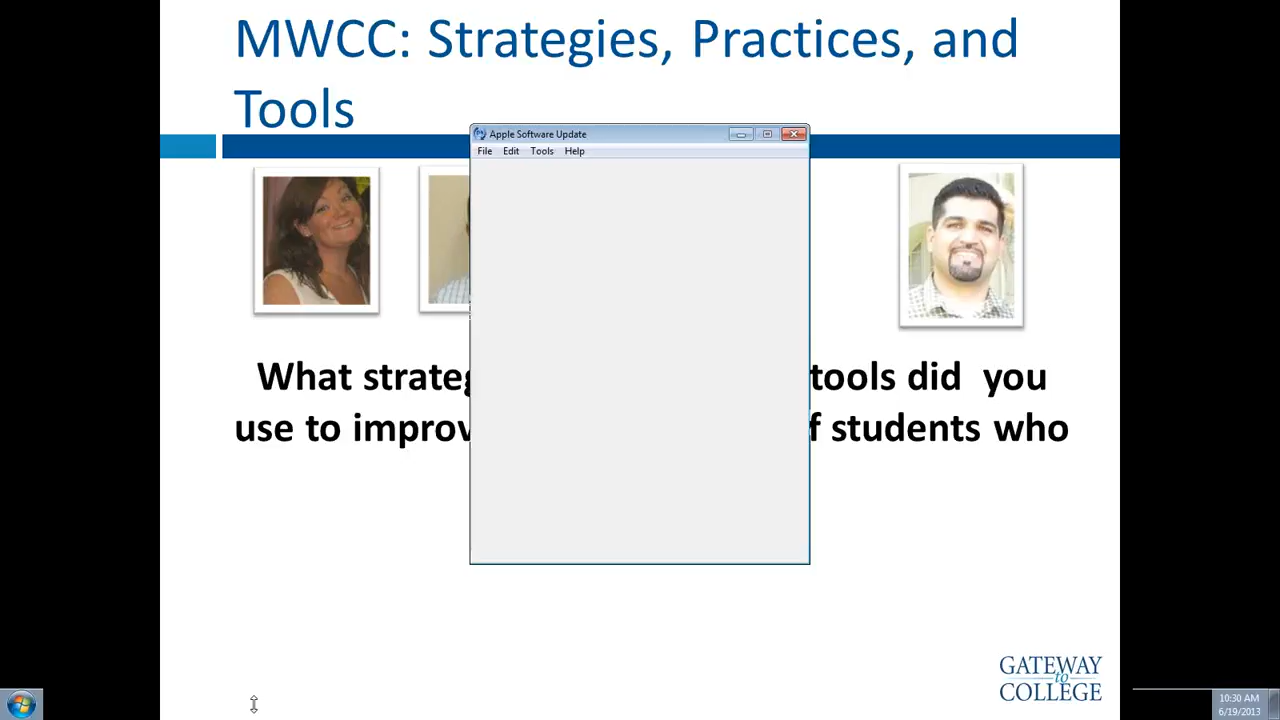 MWCC: Strategies, Practices, and
Tools
Apple Software Update
File Edit Tools Help
What strateg tools did you
use to improv f students who
GATEWAY
to
COLLEGE
10:30 AM
6/19/2013